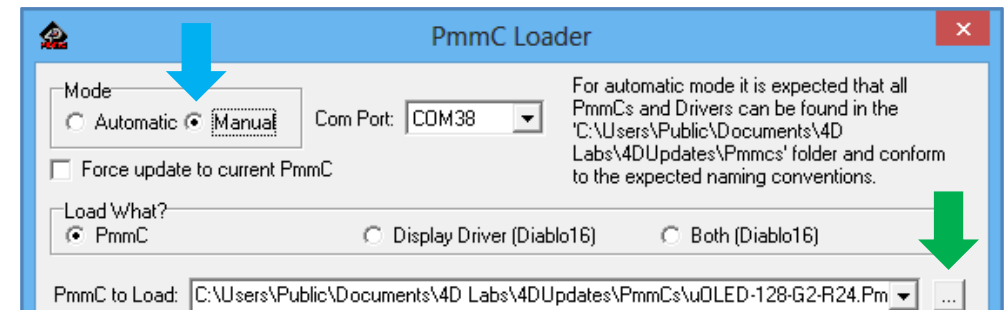 PmmC Loader
Mode
Automatic Manual
Com Port: COM38
For automatic mode it is expected that all
PmmCs and Drivers can be found in the
'C:\Users\Public\Documents\4D
Labs\4DUpdates\Pmmcs' folder and conform
to the expected naming conventions.
Force update to current PmmC
Load What?
PmmC Display Driver (Diablo16) Both (Diablo16)
PmmC to Load: C:\Users\Public\Documents\4D Labs\4DUpdates\PmmCs\uOLED-128-G2-R24.Pm ...